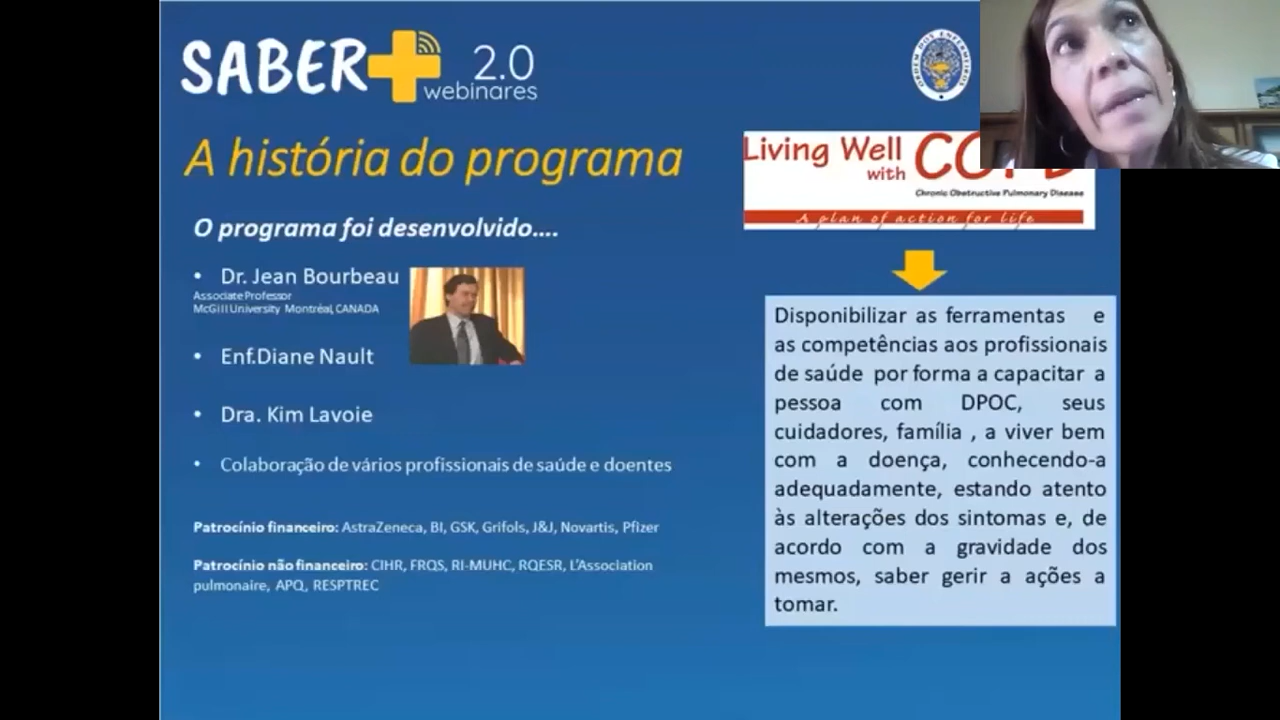 SABER+ 2.0
webinares
ORDEM DOS ENFERMEIROS
A história do programa
O programa foi desenvolvido....
• Dr. Jean Bourbeau
Associate Professor
McGill University Montréal, CANADA
• Enf.Diane Nault
• Dra. Kim Lavoie
• Colaboração de vários profissionais de saúde e doentes
Patrocínio financeiro: AstraZeneca, BI, GSK, Grifols, J&J, Novartis, Pfizer
Patrocínio não financeiro: CIHR, FRQS, RI-MUHC, RQESR, L'Association
pulmonaire, APQ, RESPTREC
Living Well
with
Chronic Obstructive Pulmonary Disease
A plan of action for life
Disponibilizar as ferramentas e
as competências aos profissionais
de saúde por forma a capacitar a
pessoa com DPOC, seus
cuidadores, família , a viver bem
com a doença, conhecendo-a
adequadamente, estando atento
às alterações dos sintomas e, de
acordo com a gravidade dos
mesmos, saber gerir a ações a
tomar.